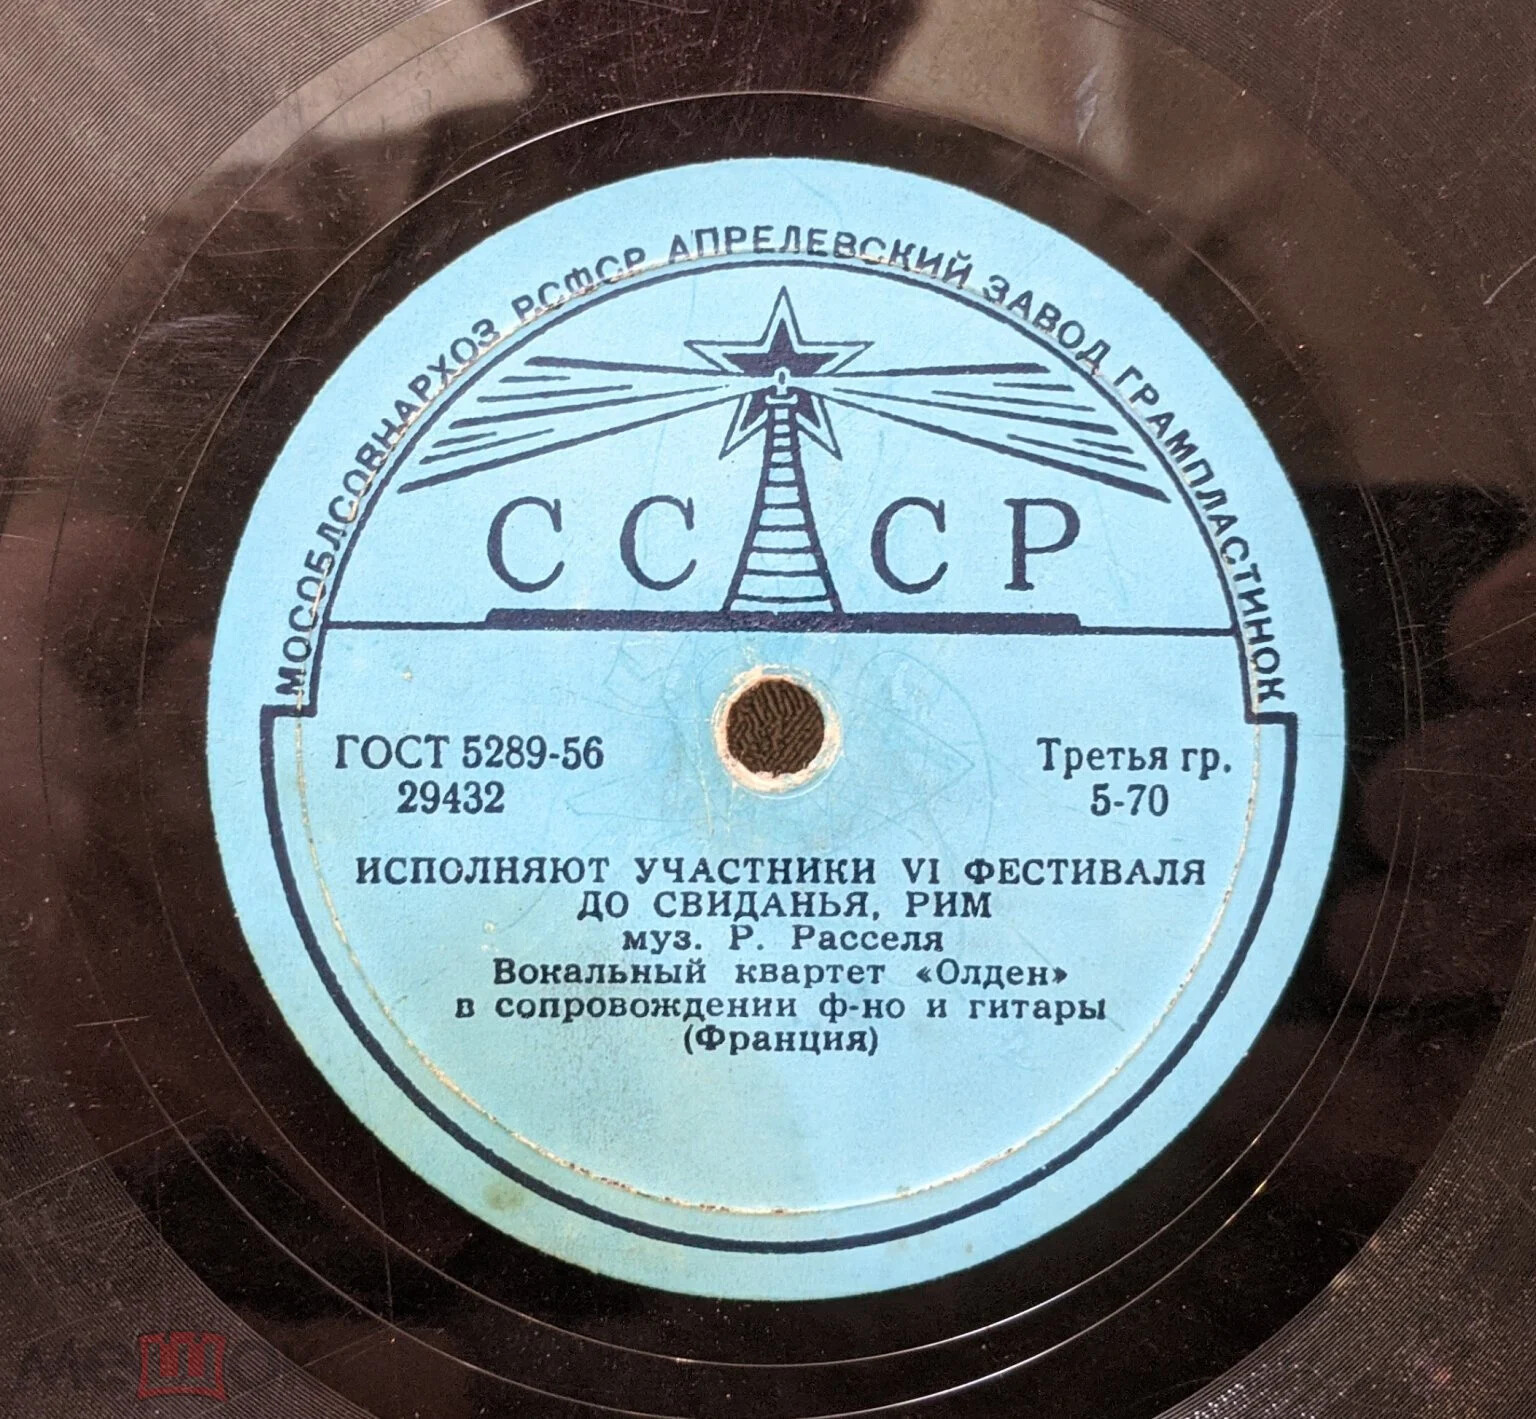 МОСОБЛСОВНАРХОЗ РСФСР АПРЕЛЕВСКИЙ ЗАВОД ГРАМПЛАСТИНОК
СССР
ГОСТ 5289-56
29432
Третья гр.
5-70
ИСПОЛНЯЮТ УЧАСТНИКИ VI ФЕСТИВАЛЯ
ДО СВИДАНЬЯ, РИМ
муз. Р. Расселя
Вокальный квартет «Олден»
в сопровождении ф-но и гитары
(Франция)